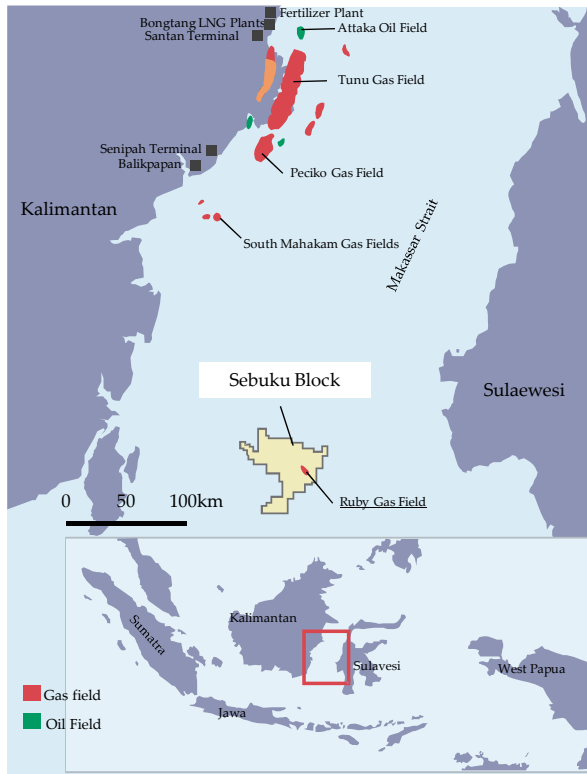 Fertilizer Plant
Bongtang LNG Plants
Attaka Oil Field
Santan Terminal
Tunu Gas Field
Senipah Terminal
Balikpapan
Peciko Gas Field
Kalimantan
South Mahakam Gas Fields
Makassar Strait
Sebuku Block
Sulaewesi
0 50 100km
Ruby Gas Field
Kalimantan
Sumatra
Sulavesi
West Papua
Gas field
Jawa
Oil Field